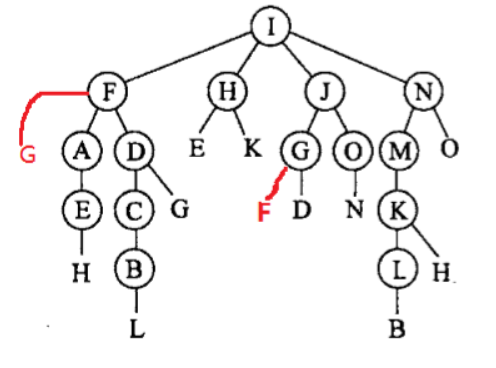 I
F H J N
G A D E K G O M O
E C G F D N K
H B L H
L B